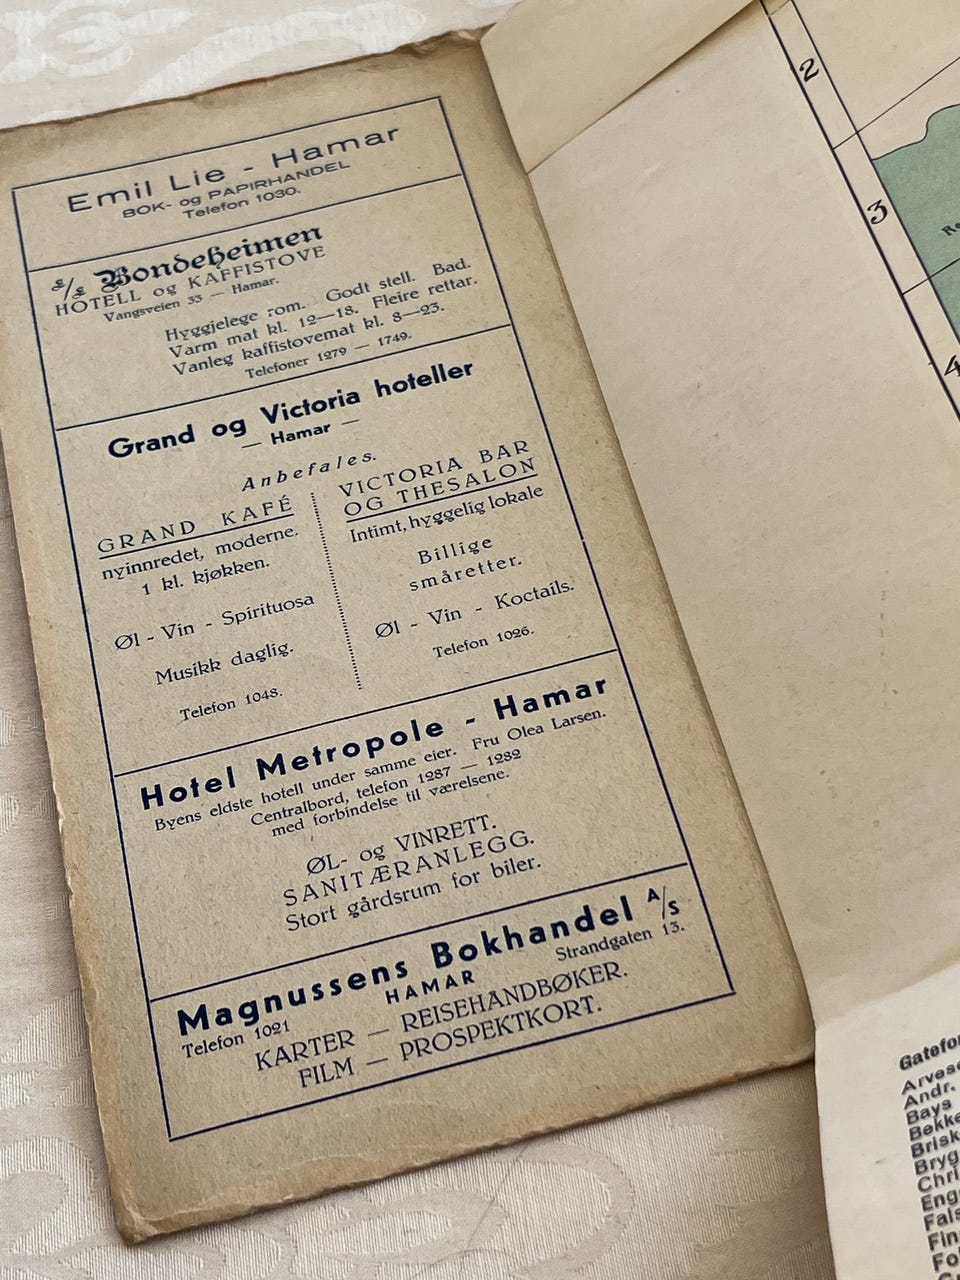 Emil Lie - Hamar
BOK- og PAPIRHANDEL
Telefon 1030.
s/s Bondeheimen
HOTELL og KAFFISTOVE
Vangsveien 33 — Hamar.
Hyggjelege rom. Godt stell. Bad.
Varm mat kl. 12—18. Fleire rettar.
Vanleg kaffistovemat kl. 8—23.
Telefoner 1279 — 1749.
Grand og Victoria hoteller
— Hamar —
Anbefales.
GRAND KAFÉ
nyinnredet, moderne.
1 kl. kjøkken.
Øl - Vin - Spirituosa
Musikk daglig.
Telefon 1048.
VICTORIA BAR
OG THESALON
Intimt, hyggelig lokale
Billige
småretter.
Øl - Vin - Koctails.
Telefon 1026.
Hotel Metropole - Hamar
Byens eldste hotell under samme eier. Fru Olea Larsen.
Centralbord, telefon 1287 — 1282
med forbindelse til værelsene.
ØL- og VINRETT.
SANITÆRANLEGG.
Stort gårdsrum for biler.
Magnussens Bokhandel A/S
Telefon 1021 HAMAR Strandgaten 13.
KARTER — REISEHANDBØKER.
FILM — PROSPEKTKORT.
2
3
4
Gatefo
Arvese
Andr.
Bays
Bekke
Brisk
Bryg
Chri
Eng
Fals
Fin
Fo